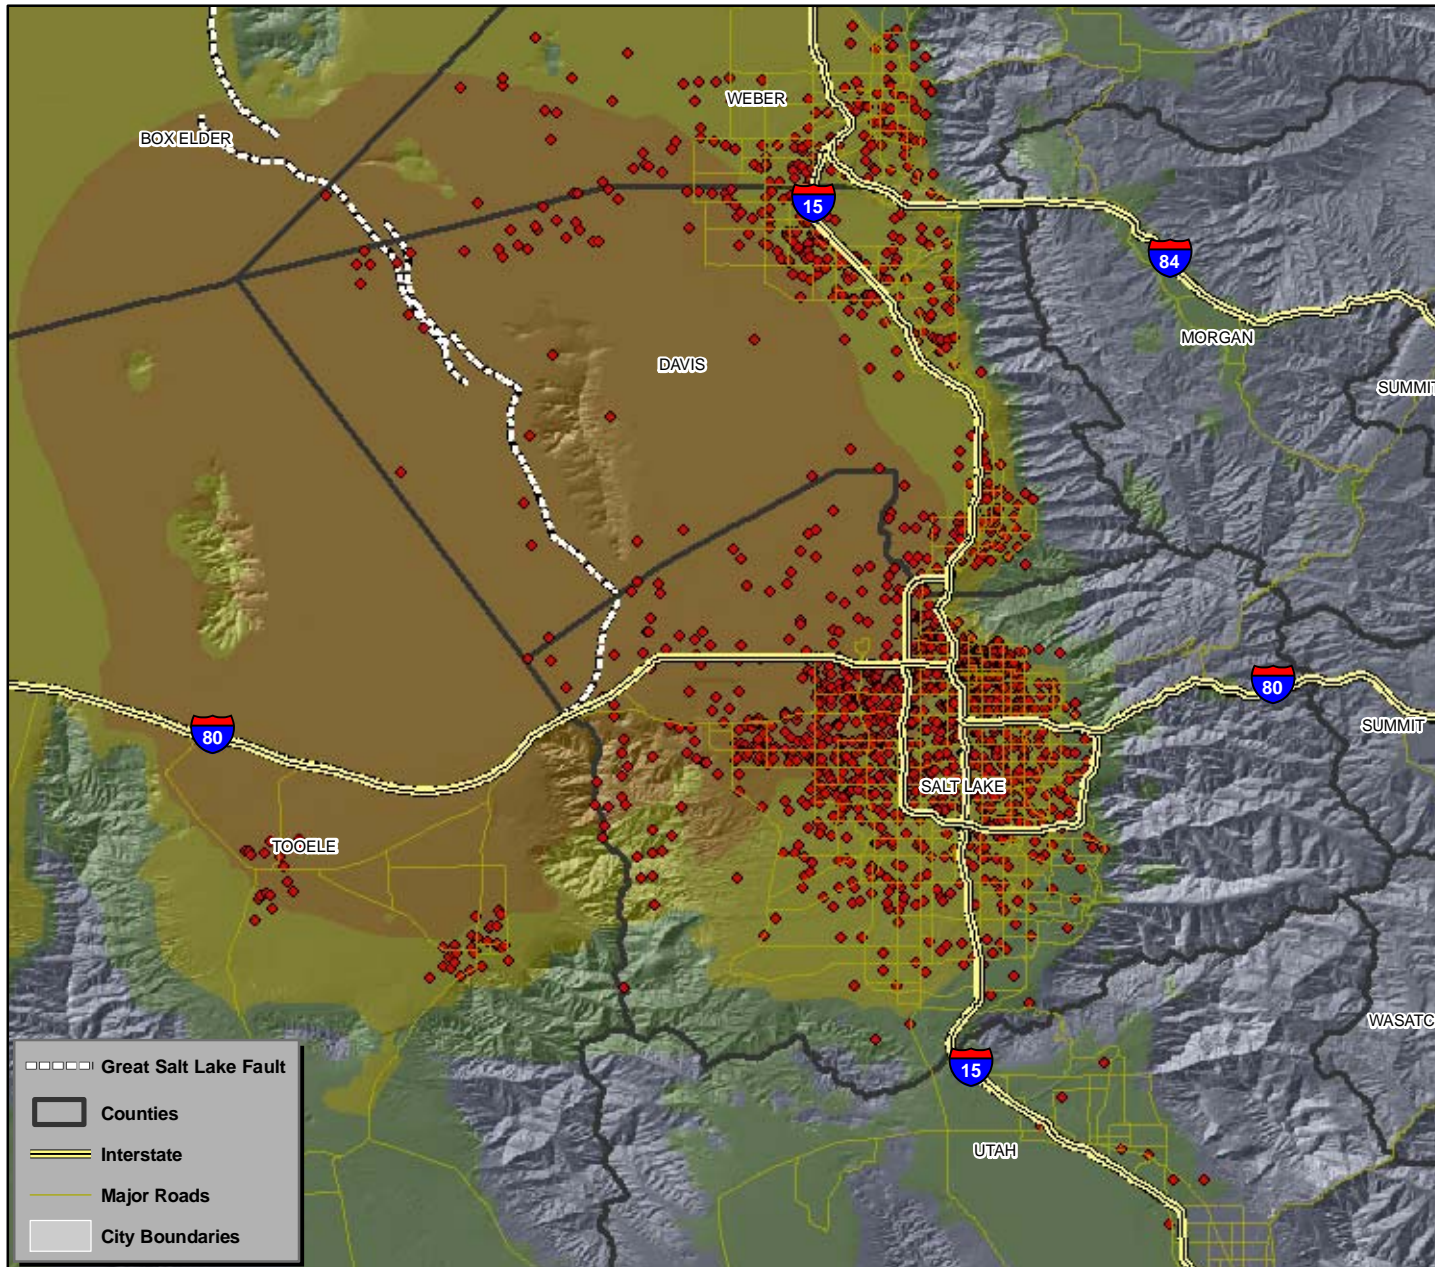 WEBER
BOX ELDER
15
84
MORGAN
DAVIS
SUMMIT
80
80
SUMMIT
SALT LAKE
TOOELE
WASATC
15
UTAH
Great Salt Lake Fault
Counties
Interstate
Major Roads
City Boundaries